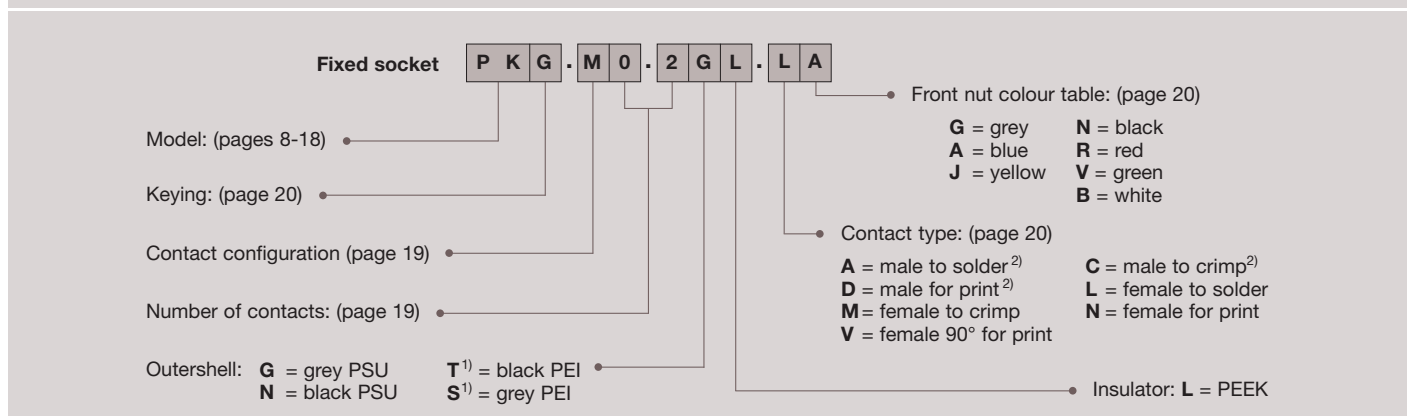 Fixed socket P K G . M 0 . 2 G L . L A
Front nut colour table: (page 20)
G = grey N = black
A = blue R = red
J = yellow V = green
B = white
Model: (pages 8-18)
Keying: (page 20)
Contact configuration (page 19)
Number of contacts: (page 19)
Contact type: (page 20)
A = male to solder 2) C = male to crimp2)
D = male for print 2) L = female to solder
M = female to crimp N = female for print
V = female 90° for print
Outershell: G = grey PSU T 1) = black PEI
N = black PSU S 1) = grey PEI
Insulator: L = PEEK